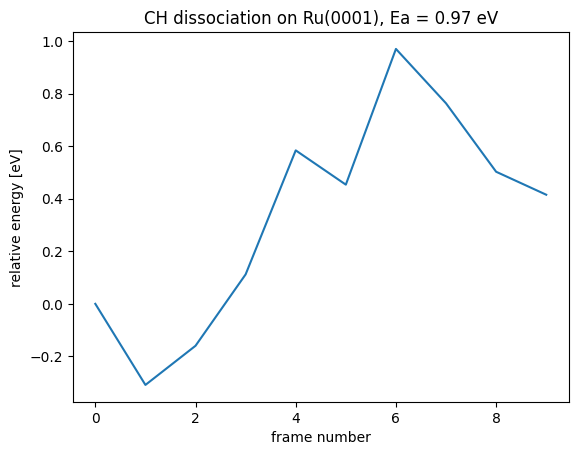 CH dissociation on Ru(0001), Ea = 0.97 eV
1.0
0.8
0.6
0.4
0.2
0.0
−0.2
relative energy [eV]
0 2 4 6 8
frame number